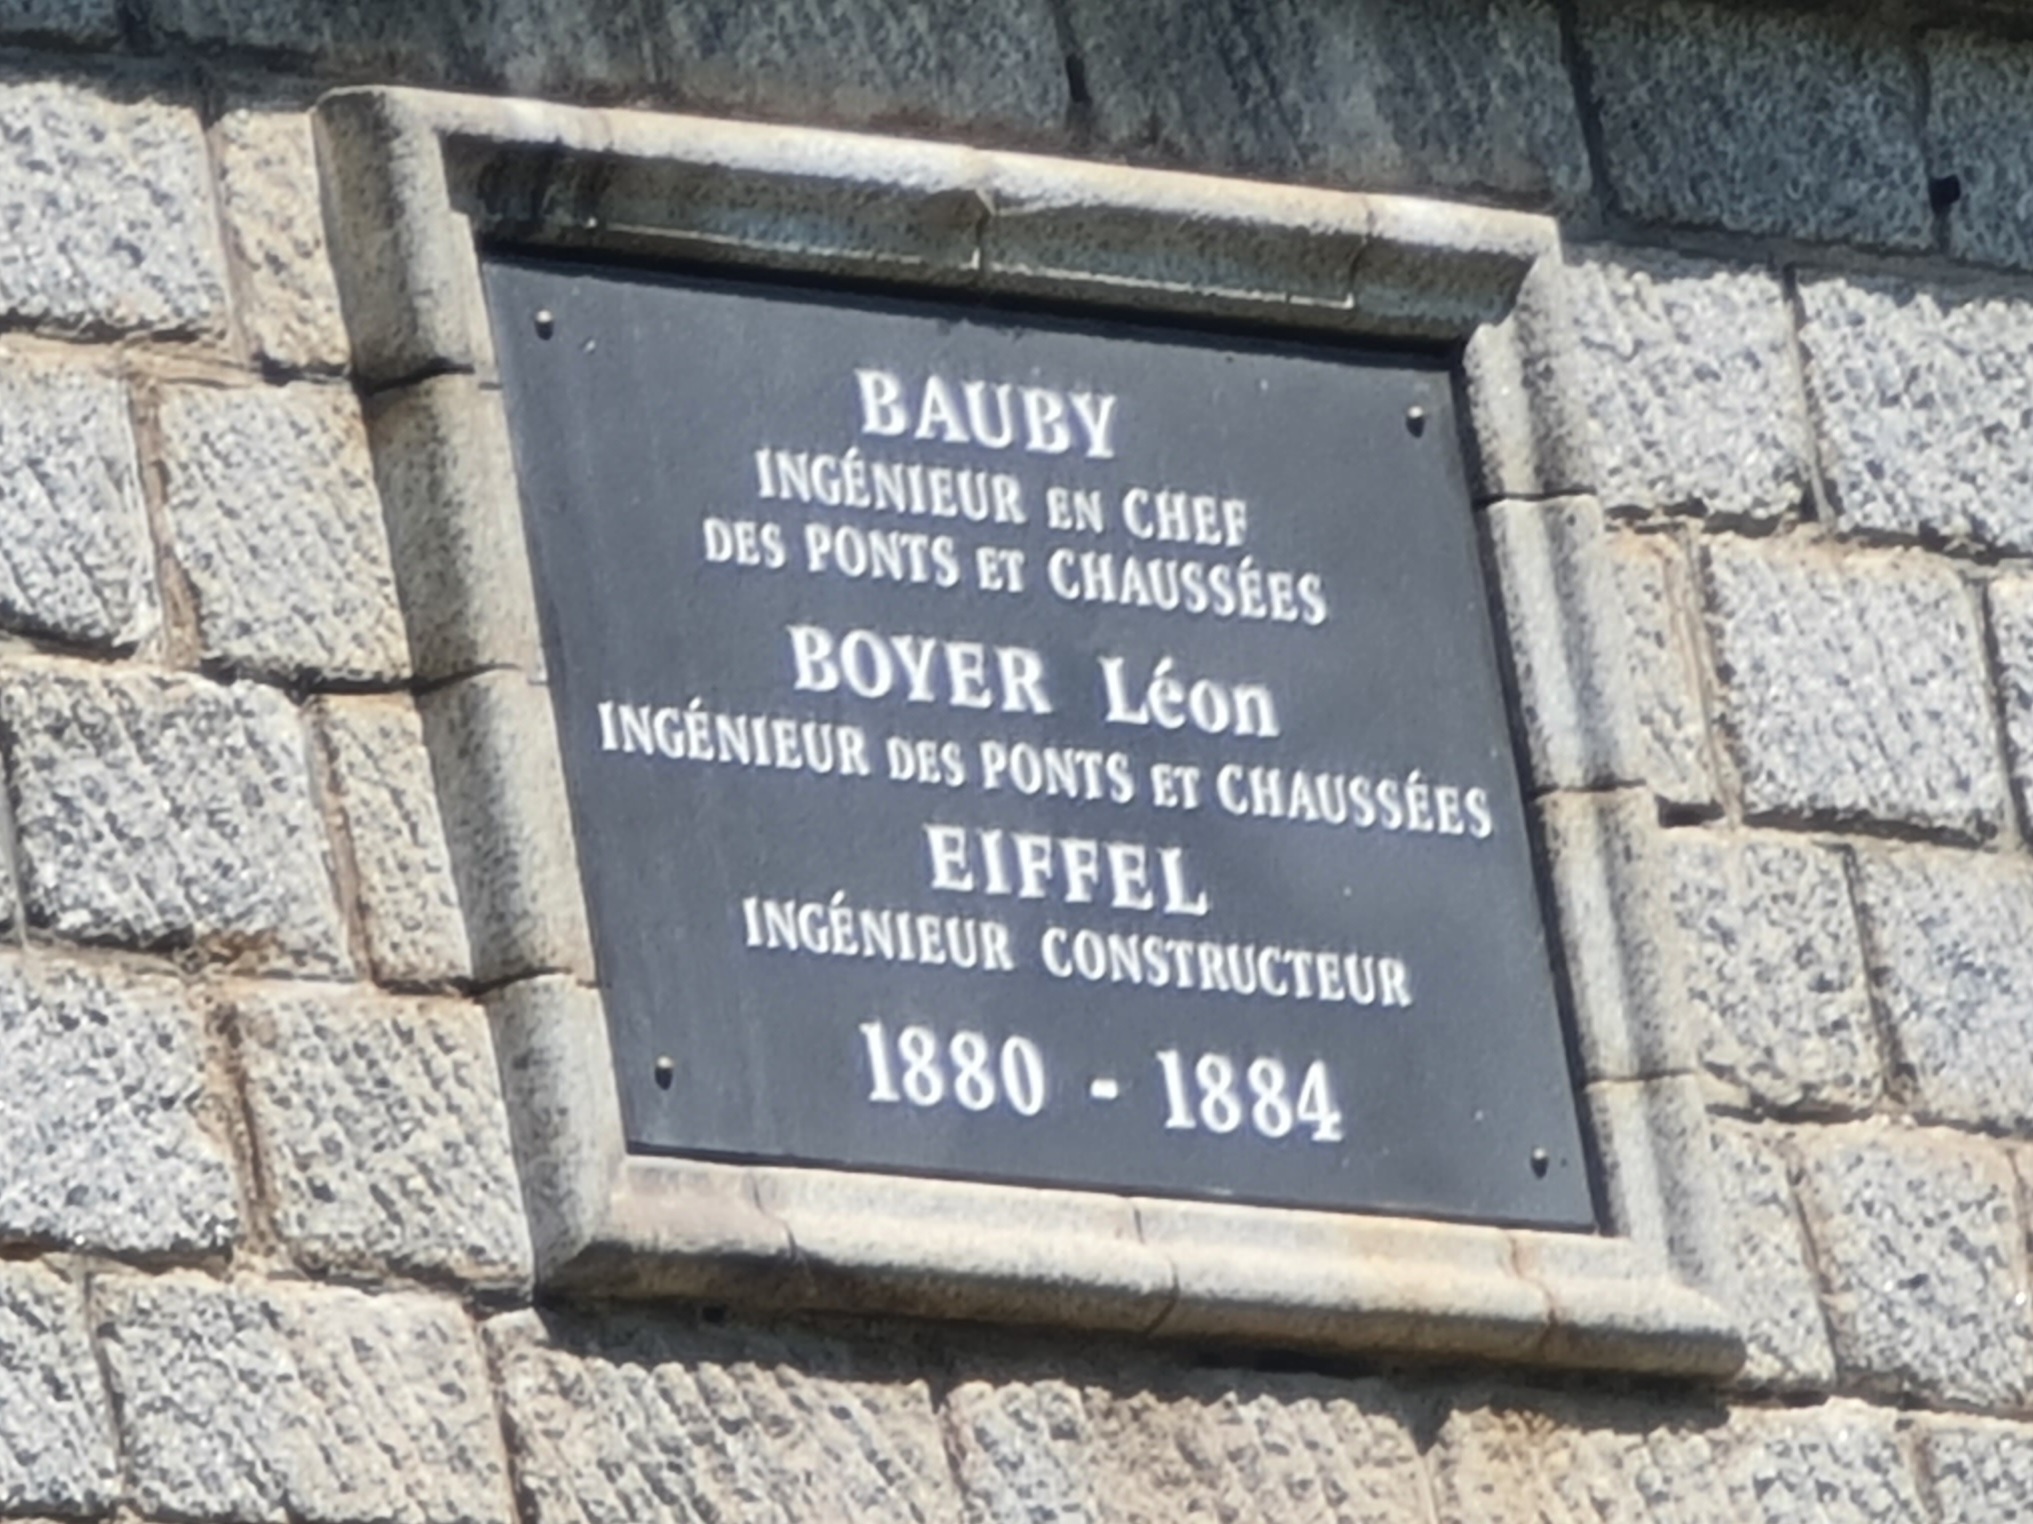 BAUBY
INGÉNIEUR EN CHEF
DES PONTS ET CHAUSSÉES
BOYER Léon
INGÉNIEUR DES PONTS ET CHAUSSÉES
EIFFEL
INGÉNIEUR CONSTRUCTEUR
1880 - 1884